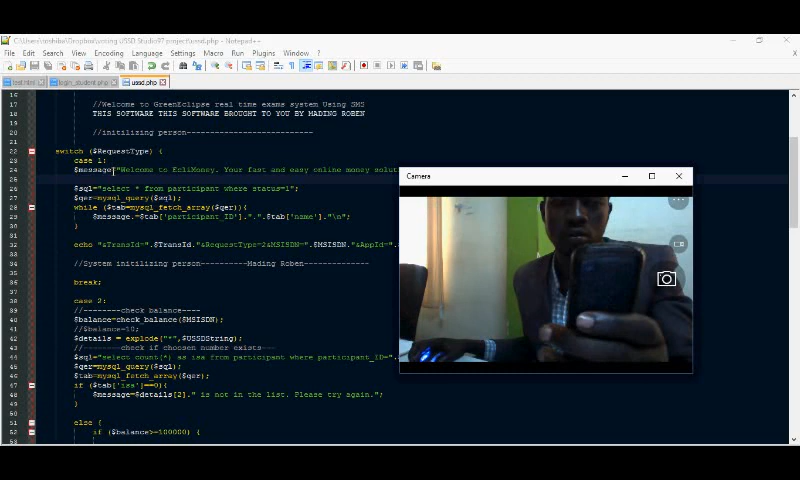 C:\Users\toshiba\Dropbox\voting USSD Studio97 project\ussd.php - Notepad++
File Edit Search View Encoding Language Settings Macro Run Plugins Window ?
test.html login_student.php ussd.php
16
17 //Welcome to GreenEclipse real time exams system Using SMS
18 THIS SOFTWARE THIS SOFTWARE BROUGHT TO YOU BY MADING ROBEN
19
20 //initilizing person---------------------------
21
22 switch ($RequestType) {
23 case 1:
24 $message="Welcome to EcliMoney. Your fast and easy online money solut
25
26 $sql="select * from participant where status=1";
27 $qer=mysql_query($sql);
28 while ($tab=mysql_fetch_array($qer)){
29 $message.=$tab['participant_ID'].".".$tab['name']."\n";
30 }
31
32 echo "&TransId=".$TransId."&RequestType=2&MSISDN=".$MSISDN."&AppId=".
33
34 //System initilizing person----------Mading Roben--------------
35
36 break;
37
38 case 2:
39 //--------check balance----
40 $balance=check_balance($MSISDN);
41 //$balance=10;
42 $details = explode("*",$USSDString);
43 //--------check if choosen number exists---
44 $sql="select count(*) as isa from participant where participant_ID=".
45 $qer=mysql_query($sql);
46 $tab=mysql_fetch_array($qer);
47 if ($tab['isa']==0){
48 $message=$details[2]." is not in the list. Please try again.";
49 }
50
51 else {
52 if ($balance>=100000) {
53
Camera